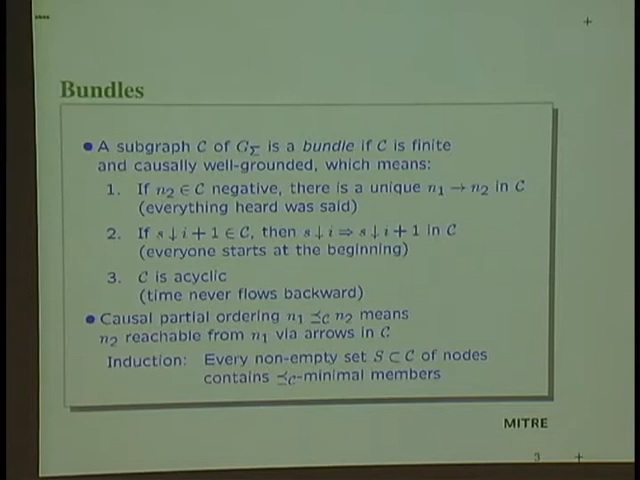 Bundles
• A subgraph C of G_Σ is a bundle if C is finite
and causally well-grounded, which means:
1. If n₂ ∈ C negative, there is a unique n₁ → n₂ in C
(everything heard was said)
2. If s ↓ i + 1 ∈ C, then s ↓ i ⇒ s ↓ i + 1 in C
(everyone starts at the beginning)
3. C is acyclic
(time never flows backward)
• Causal partial ordering n₁ ⪯_C n₂ means
n₂ reachable from n₁ via arrows in C
Induction: Every non-empty set S ⊂ C of nodes
contains ⪯_C-minimal members
MITRE
3